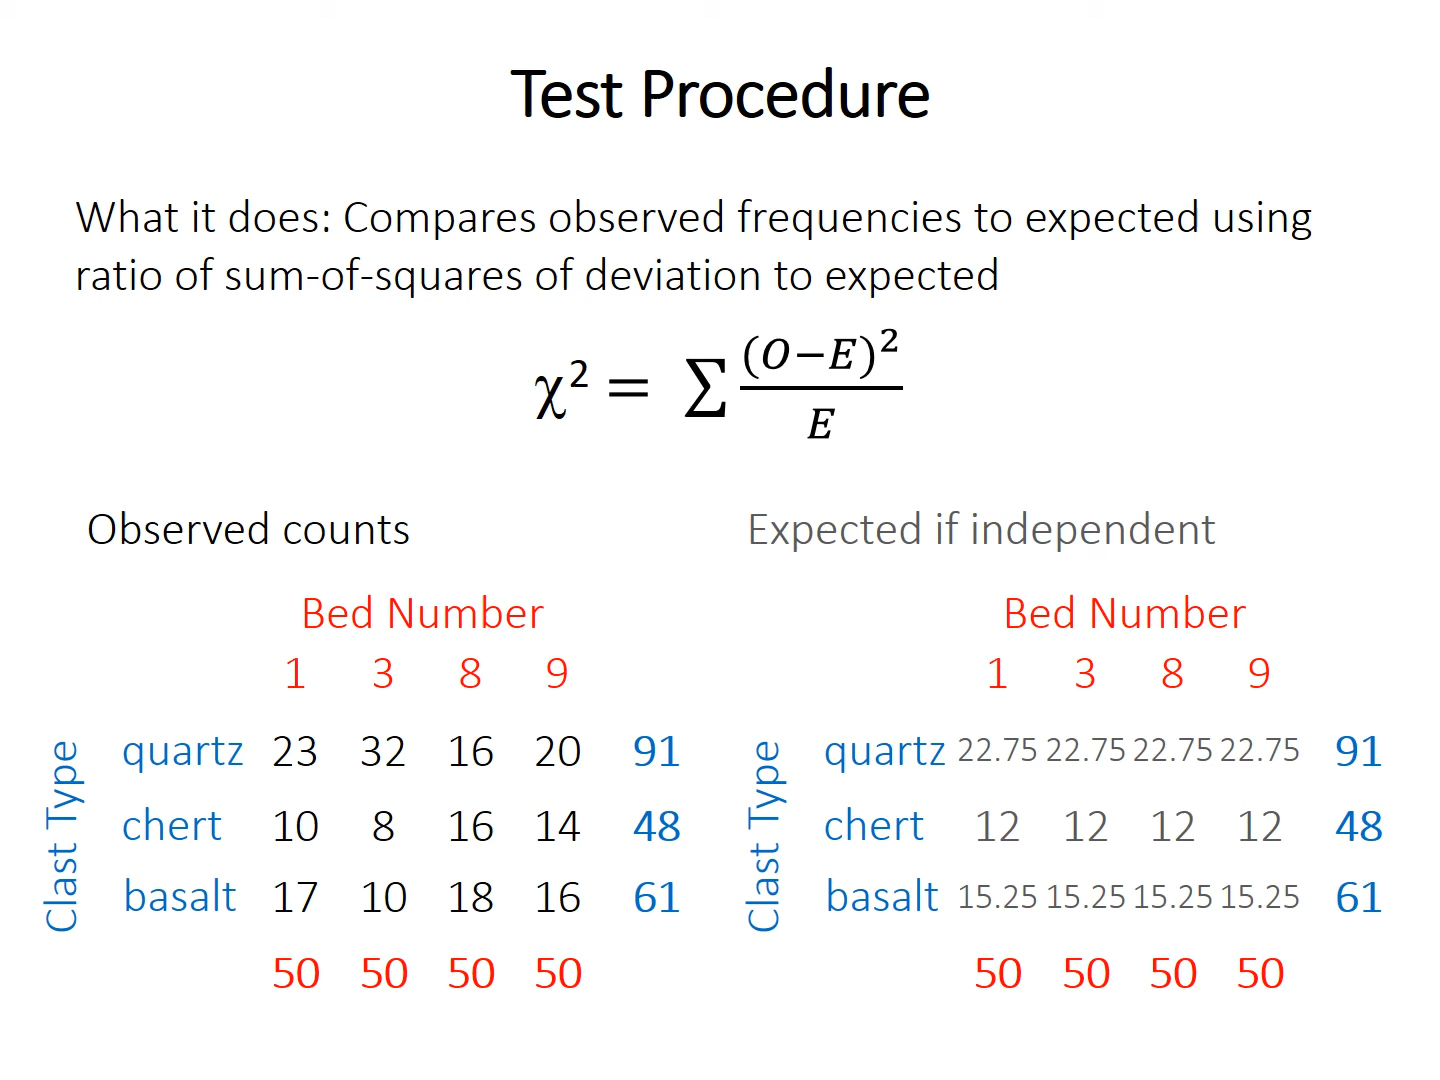 Test Procedure
What it does: Compares observed frequencies to expected using
ratio of sum-of-squares of deviation to expected
χ² = ∑ (O−E)² / E
Observed counts
Bed Number
1 3 8 9
Clast Type
quartz 23 32 16 20 91
chert 10 8 16 14 48
basalt 17 10 18 16 61
50 50 50 50
Expected if independent
Bed Number
1 3 8 9
Clast Type
quartz 22.75 22.75 22.75 22.75 91
chert 12 12 12 12 48
basalt 15.25 15.25 15.25 15.25 61
50 50 50 50